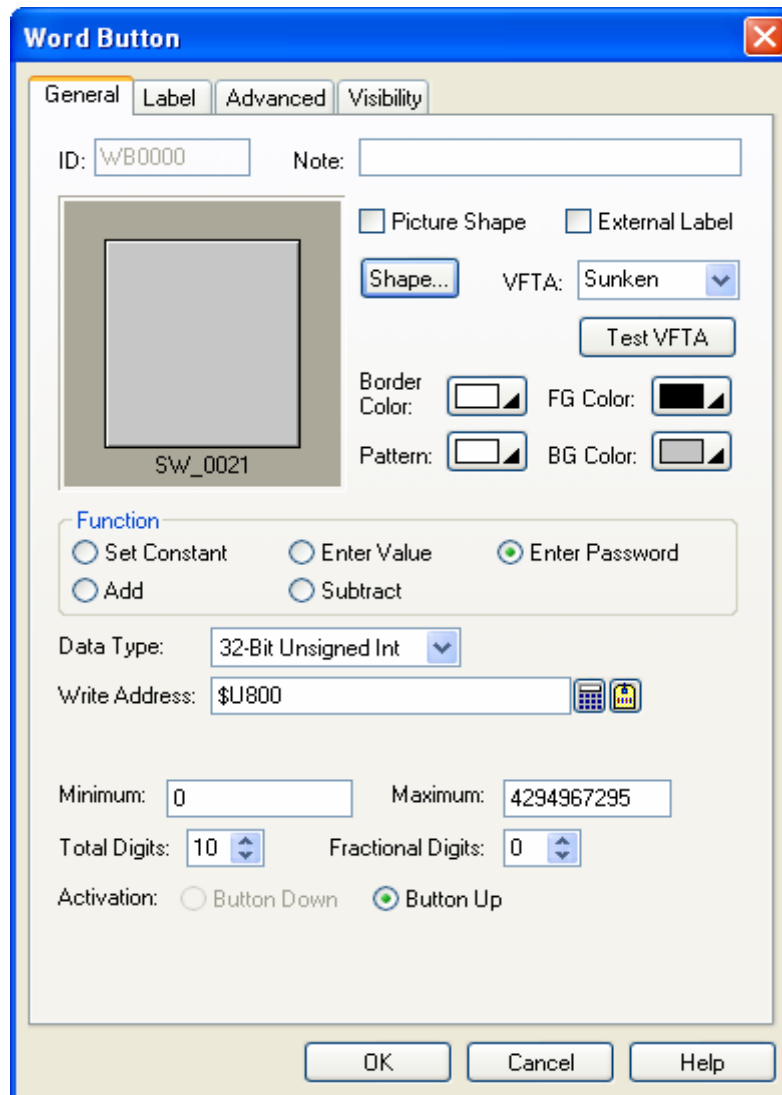 Word Button
General Label Advanced Visibility
ID: WB0000 Note:
Picture Shape External Label
Shape... VFTA: Sunken
Test VFTA
Border Color: FG Color:
Pattern: BG Color:
SW_0021
Function
Set Constant Enter Value Enter Password
Add Subtract
Data Type: 32-Bit Unsigned Int
Write Address: $U800
Minimum: 0 Maximum: 4294967295
Total Digits: 10 Fractional Digits: 0
Activation: Button Down Button Up
OK Cancel Help